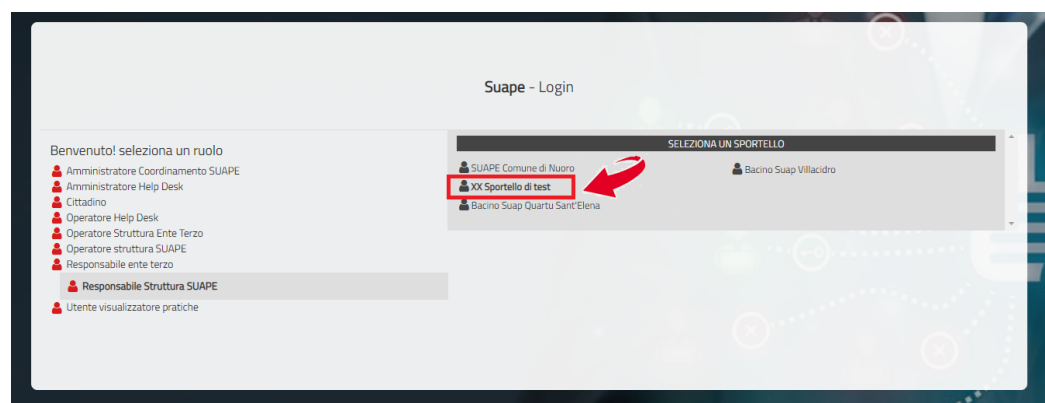 Suape - Login
Benvenuto! seleziona un ruolo
Amministratore Coordinamento SUAPE
Amministratore Help Desk
Cittadino
Operatore Help Desk
Operatore Struttura Ente Terzo
Operatore struttura SUAPE
Responsabile ente terzo
Responsabile Struttura SUAPE
Utente visualizzatore pratiche
SELEZIONA UN SPORTELLO
SUAPE Comune di Nuoro
Bacino Suap Villacidro
XX Sportello di test
Bacino Suap Quartu Sant'Elena